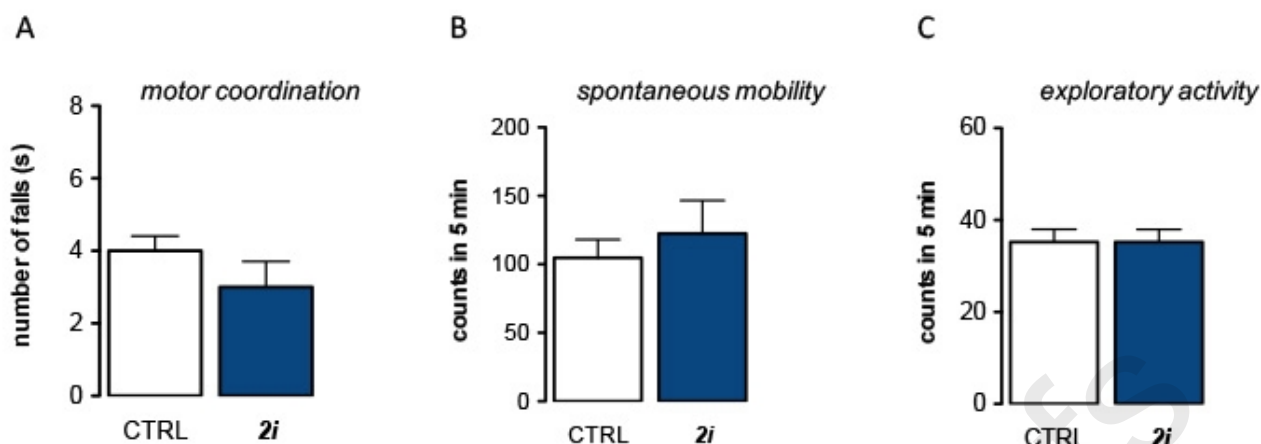 A
motor coordination
number of falls (s)
8
6
4
2
0
CTRL 2i
B
spontaneous mobility
counts in 5 min
200
150
100
50
0
CTRL 2i
C
exploratory activity
counts in 5 min
60
40
20
0
CTRL 2i